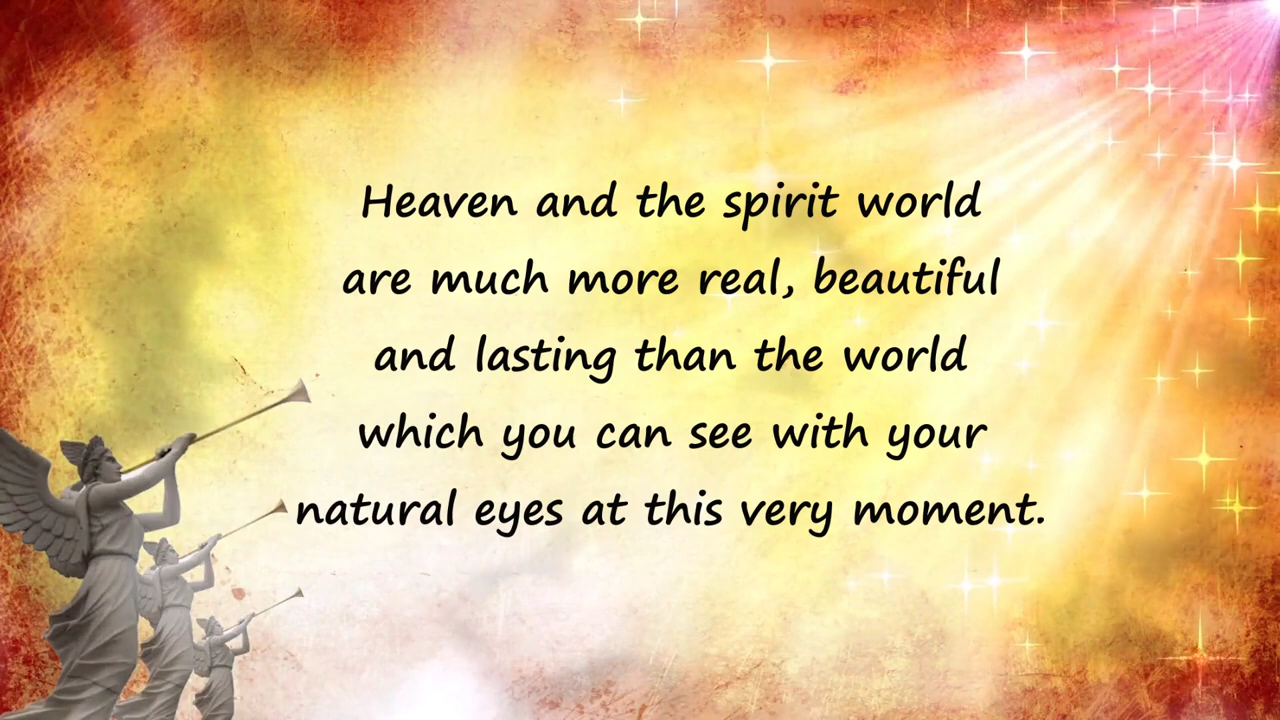 Heaven and the spirit world
are much more real, beautiful
and lasting than the world
which you can see with your
natural eyes at this very moment.